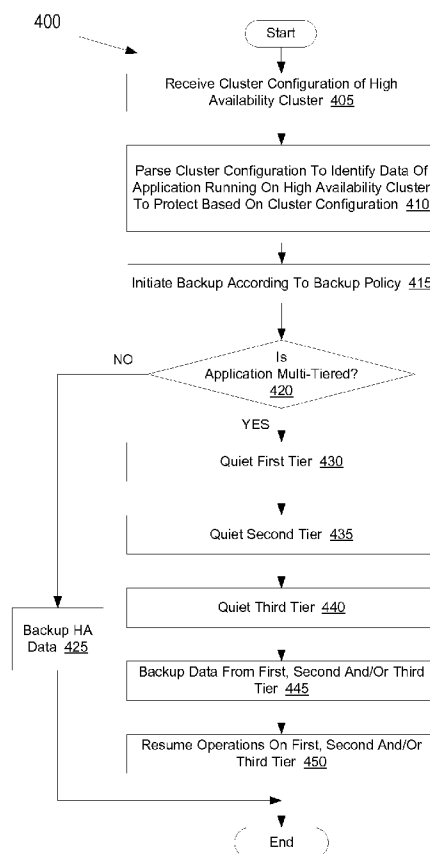 400
Start
Receive Cluster Configuration of High
Availability Cluster 405
Parse Cluster Configuration To Identify Data Of
Application Running On High Availability Cluster
To Protect Based On Cluster Configuration 410
Initiate Backup According To Backup Policy 415
NO
Is
Application Multi-Tiered?
420
YES
Quiet First Tier 430
Quiet Second Tier 435
Quiet Third Tier 440
Backup HA
Data 425
Backup Data From First, Second And/Or Third
Tier 445
Resume Operations On First, Second And/Or
Third Tier 450
End